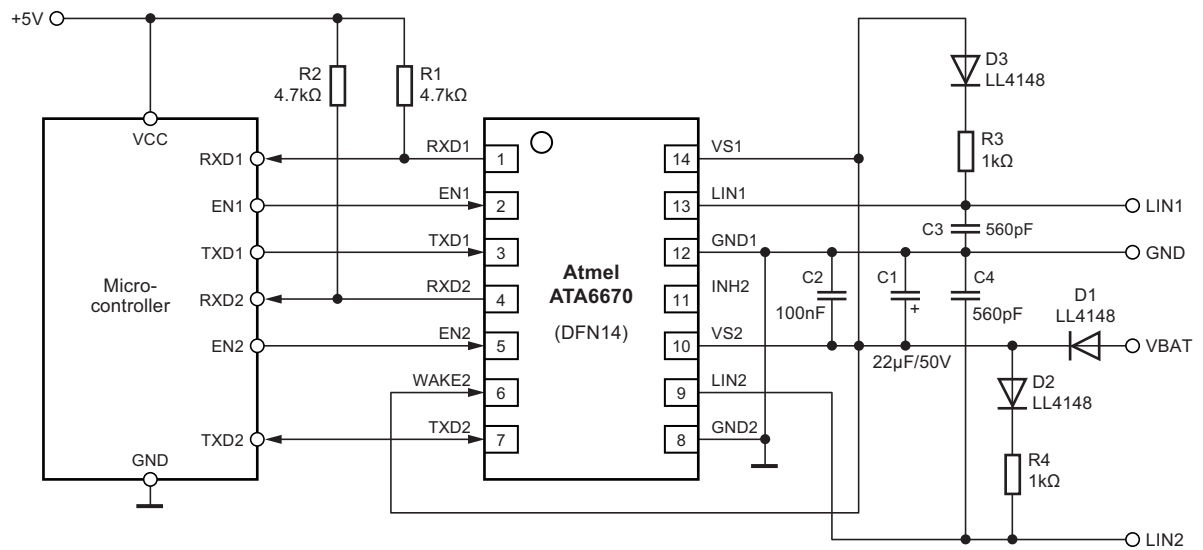 +5V
R2
4.7kΩ
R1
4.7kΩ
D3
LL4148
VCC
RXD1
EN1
TXD1
RXD2
EN2
TXD2
GND
Micro-
controller
RXD1
EN1
TXD1
RXD2
EN2
WAKE2
TXD2
1
2
3
4
5
6
7
Atmel
ATA6670
(DFN14)
14
13
12
11
10
9
8
VS1
LIN1
GND1
INH2
VS2
LIN2
GND2
R3
1kΩ
LIN1
C3
560pF
GND
C2
100nF
C1
+
22µF/50V
C4
560pF
D1
LL4148
VBAT
D2
LL4148
R4
1kΩ
LIN2